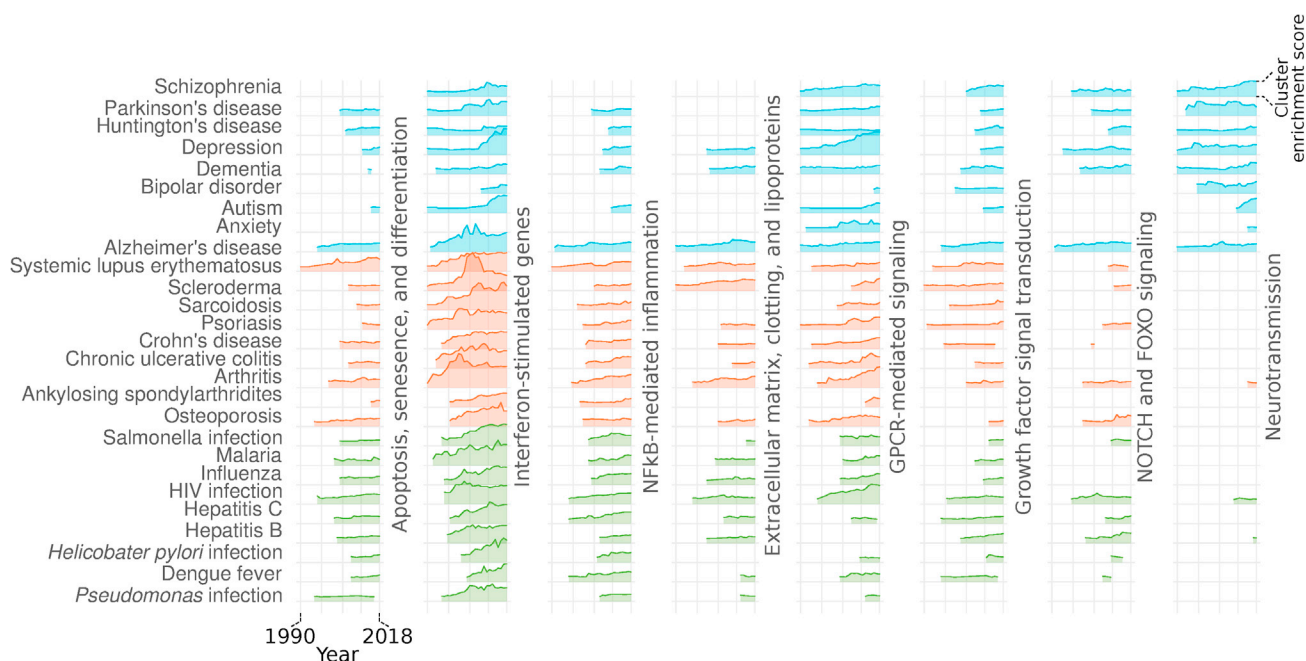 Schizophrenia
Parkinson's disease
Huntington's disease
Depression
Dementia
Bipolar disorder
Autism
Anxiety
Alzheimer's disease
Systemic lupus erythematosus
Scleroderma
Sarcoidosis
Psoriasis
Crohn's disease
Chronic ulcerative colitis
Arthritis
Ankylosing spondylarthridites
Osteoporosis
Salmonella infection
Malaria
Influenza
HIV infection
Hepatitis C
Hepatitis B
Helicobater pylori infection
Dengue fever
Pseudomonas infection
1990 2018
Year
Apoptosis, senesence, and differentiation
Interferon-stimulated genes
NFkB-mediated inflammation
Extracellular matrix, clotting, and lipoproteins
GPCR-mediated signaling
Growth factor signal transduction
NOTCH and FOXO signaling
Neurotransmission
Cluster
enrichment score